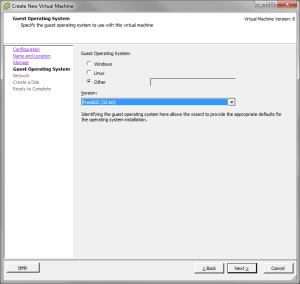 Create New Virtual Machine
Guest Operating System
Specify the guest operating system to use with this virtual machine
Virtual Machine Version: 8
Configuration
Name and Location
Storage
Guest Operating System
Network
Create a Disk
Ready to Complete
Guest Operating System:
Windows
Linux
Other
Version:
FreeBSD (32-bit)
Identifying the guest operating system here allows the wizard to provide the appropriate defaults for
the operating system installation.
Help
< Back
Next >
Cancel